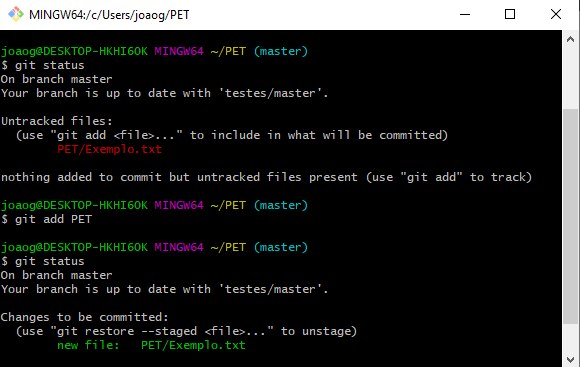 MINGW64:/c/Users/joaog/PET
joaog@DESKTOP-HKHI6OK MINGW64 ~/PET (master)
$ git status
On branch master
Your branch is up to date with 'testes/master'.
Untracked files:
(use "git add <file>..." to include in what will be committed)
PET/Exemplo.txt
nothing added to commit but untracked files present (use "git add" to track)
joaog@DESKTOP-HKHI6OK MINGW64 ~/PET (master)
$ git add PET
joaog@DESKTOP-HKHI6OK MINGW64 ~/PET (master)
$ git status
On branch master
Your branch is up to date with 'testes/master'.
Changes to be committed:
(use "git restore --staged <file>..." to unstage)
new file:   PET/Exemplo.txt